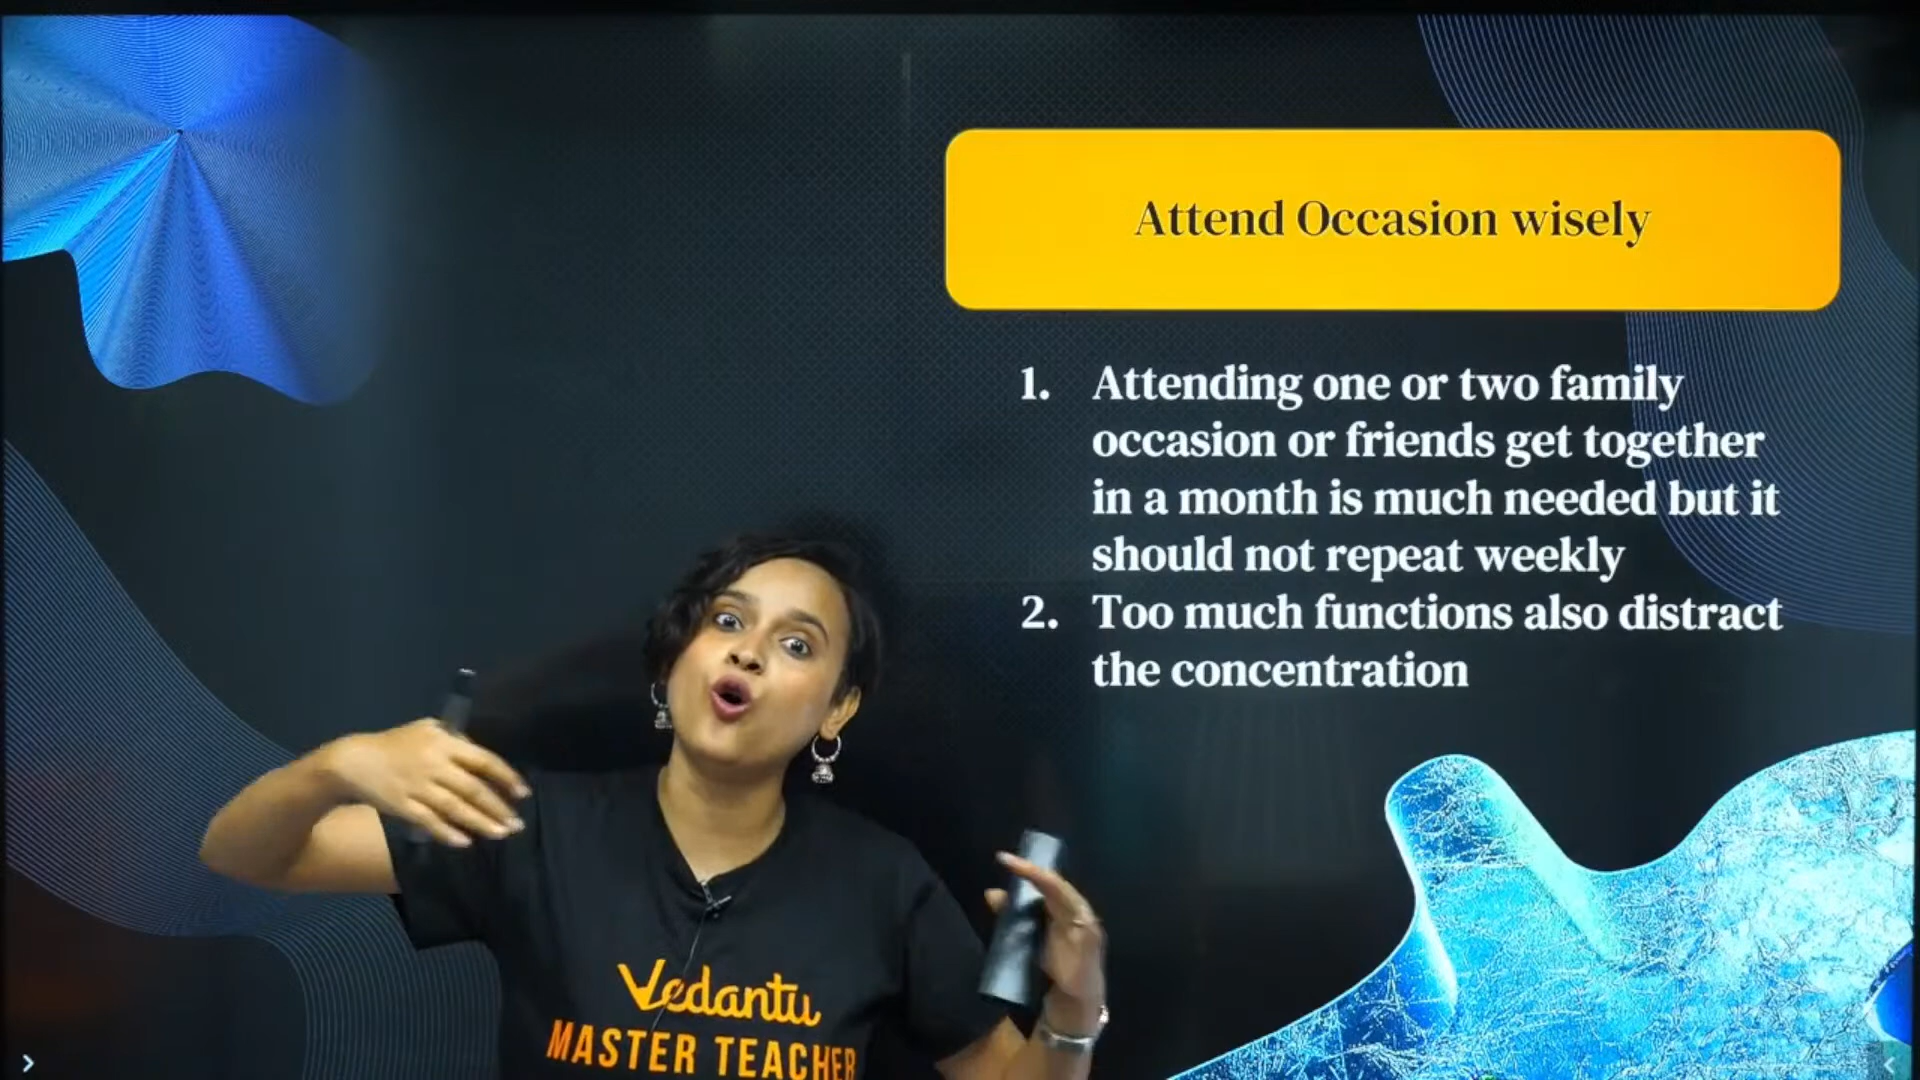 Attend Occasion wisely
1. Attending one or two family
occasion or friends get together
in a month is much needed but it
should not repeat weekly
2. Too much functions also distract
the concentration
Vedantu
MASTER TEACHER